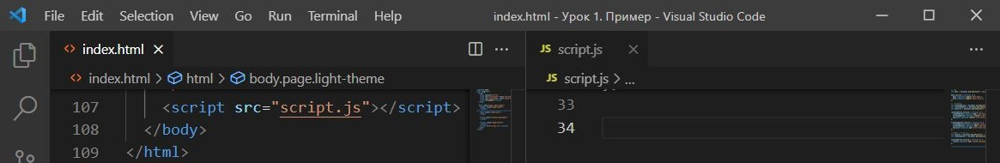 File Edit Selection View Go Run Terminal Help index.html - Урок 1. Пример - Visual Studio Code
index.html
JS script.js
index.html > html > body.page.light-theme
JS script.js > ...
107 <script src="script.js"></script>
108 </body>
109 </html>
33
34